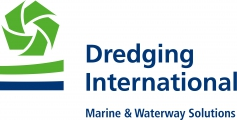 Dredging
International
Marine & Waterway Solutions